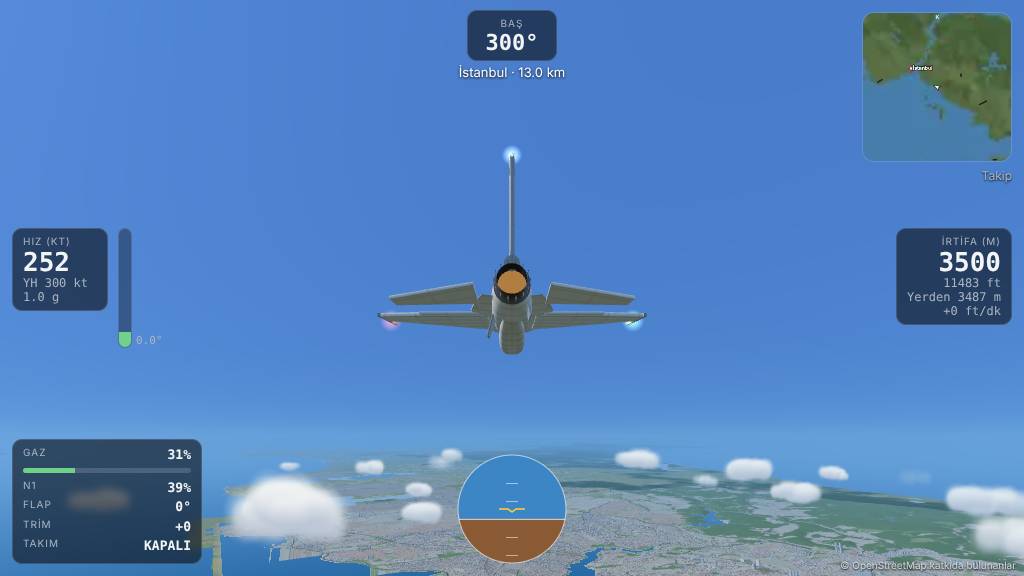 BAŞ
300°
İstanbul · 13.0 km
K
İstanbul
Takip
HIZ (KT)
252
YH 300 kt
1.0 g
0.0°
İRTİFA (M)
3500
11483 ft
Yerden 3487 m
+0 ft/dk
GAZ 31%
N1 39%
FLAP 0°
TRİM +0
TAKIM KAPALI
© OpenStreetMap katkıda bulunanlar